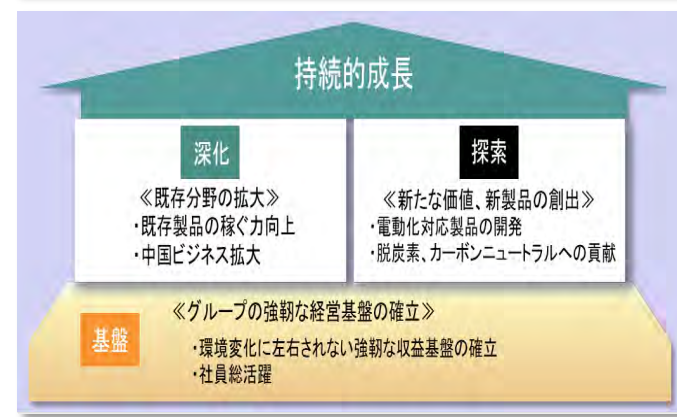 持続的成長
深化
≪既存分野の拡大≫
・既存製品の稼ぐ力向上
・中国ビジネス拡大
探索
≪新たな価値、新製品の創出≫
・電動化対応製品の開発
・脱炭素、カーボンニュートラルへの貢献
基盤
≪グループの強靭な経営基盤の確立≫
・環境変化に左右されない強靭な収益基盤の確立
・社員総活躍